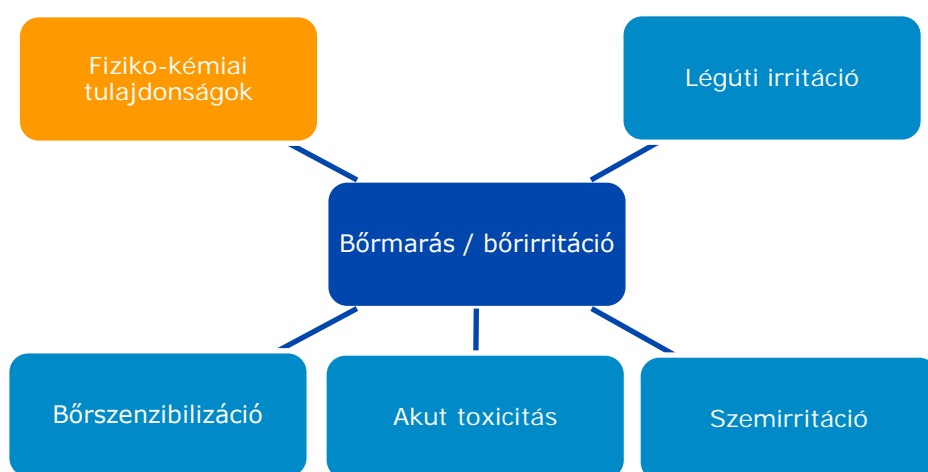 Fiziko-kémiai
tulajdonságok
Légúti irritáció
Bőrmarás / bőrirritáció
Bőrszenzibilizáció
Akut toxicitás
Szemirritáció